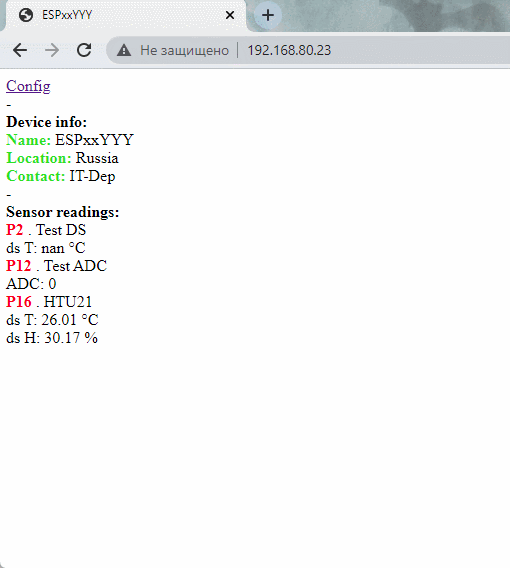 ESPxxYYY
Не защищено 192.168.80.23
Config
-
Device info:
Name: ESPxxYYY
Location: Russia
Contact: IT-Dep
-
Sensor readings:
P2 . Test DS
ds T: nan °C
P12 . Test ADC
ADC: 0
P16 . HTU21
ds T: 26.01 °C
ds H: 30.17 %